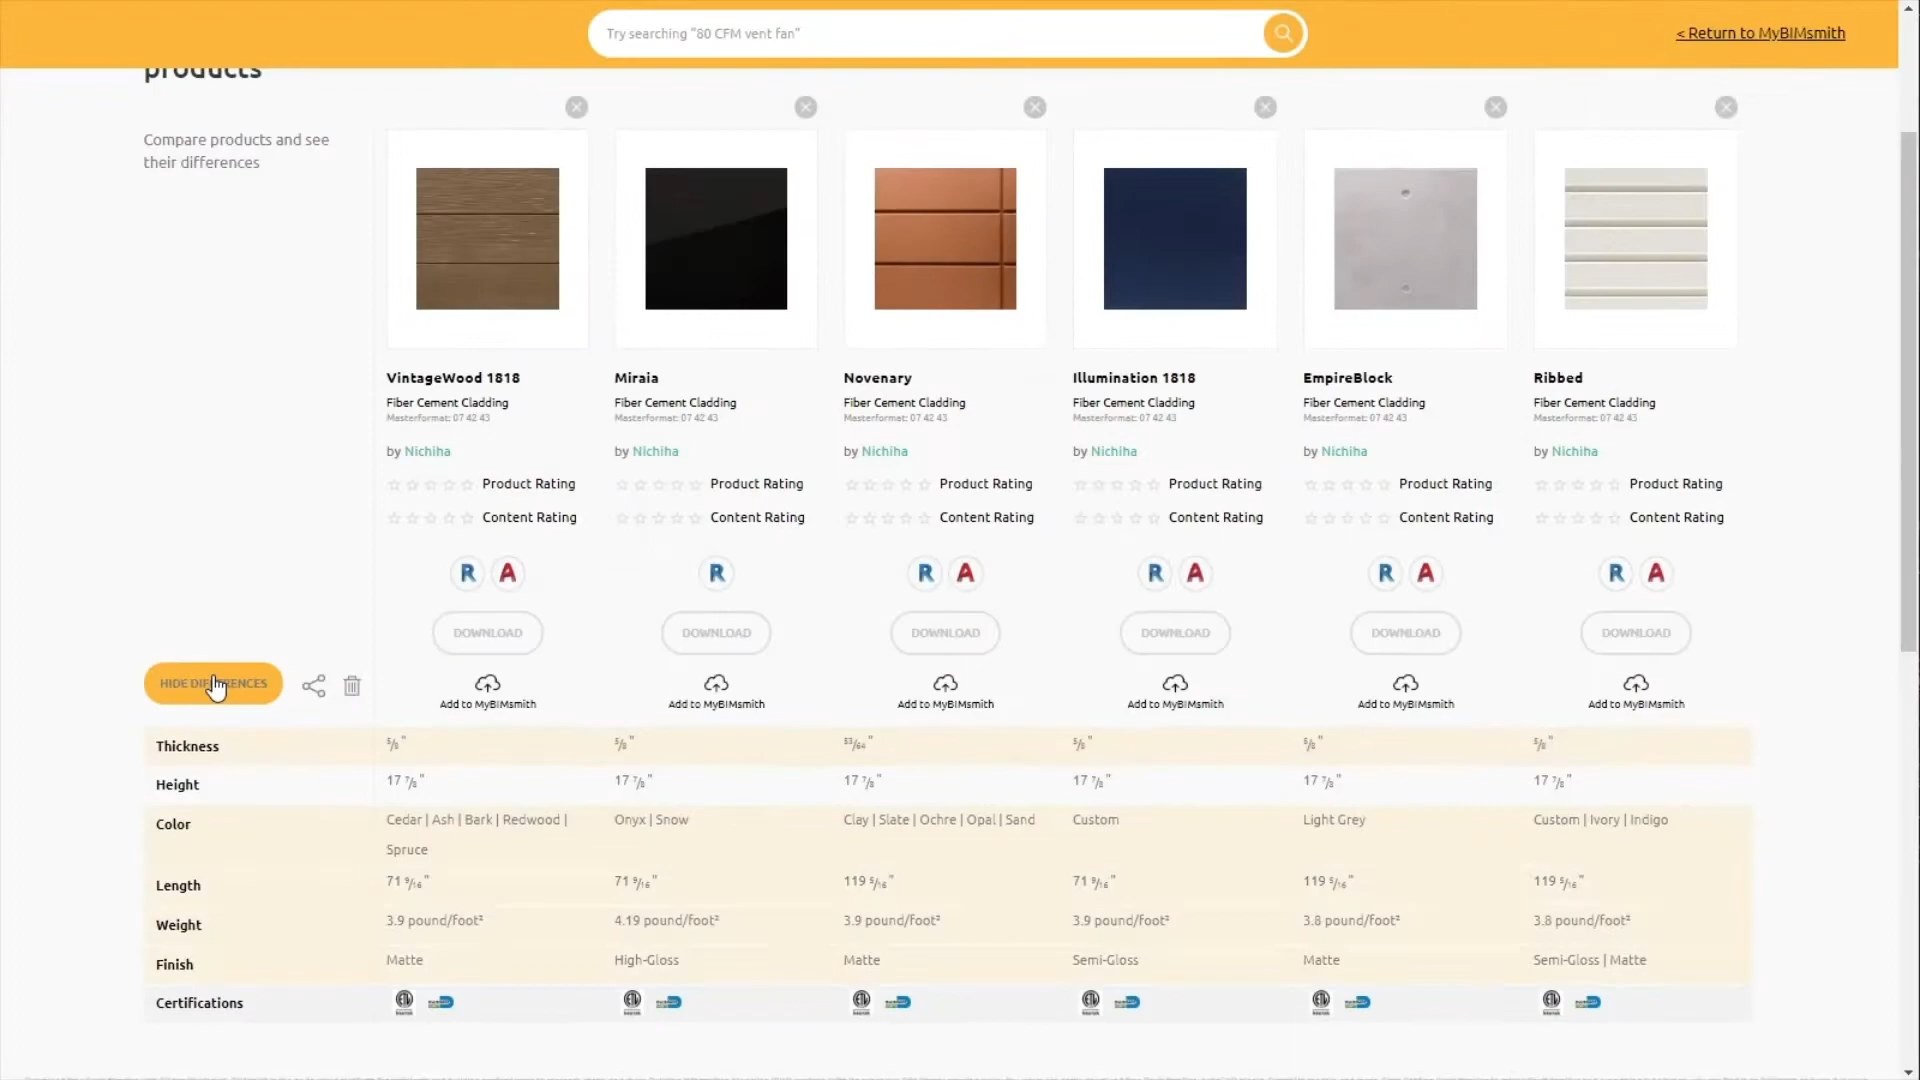 Try searching "80 CFM vent fan"
< Return to MyBIMsmith
products
Compare products and see
their differences
VintageWood 1818
Fiber Cement Cladding
Masterformat: 07 42 43
by Nichiha
Product Rating
Content Rating
R A
DOWNLOAD
Add to MyBIMsmith
Miraia
Fiber Cement Cladding
Masterformat: 07 42 43
by Nichiha
Product Rating
Content Rating
R
DOWNLOAD
Add to MyBIMsmith
Novenary
Fiber Cement Cladding
Masterformat: 07 42 43
by Nichiha
Product Rating
Content Rating
R A
DOWNLOAD
Add to MyBIMsmith
Illumination 1818
Fiber Cement Cladding
Masterformat: 07 42 43
by Nichiha
Product Rating
Content Rating
R A
DOWNLOAD
Add to MyBIMsmith
EmpireBlock
Fiber Cement Cladding
Masterformat: 07 42 43
by Nichiha
Product Rating
Content Rating
R A
DOWNLOAD
Add to MyBIMsmith
Ribbed
Fiber Cement Cladding
Masterformat: 07 42 43
by Nichiha
Product Rating
Content Rating
R A
DOWNLOAD
Add to MyBIMsmith
HIDE DIFFERENCES
Thickness 5/8 " 5/8 " 53/64 " 5/8 " 5/8 " 5/8 "
Height 17 7/8 " 17 7/8 " 17 7/8 " 17 7/8 " 17 7/8 " 17 7/8 "
Color Cedar | Ash | Bark | Redwood | Onyx | Snow Clay | Slate | Ochre | Opal | Sand Custom Light Grey Custom | Ivory | Indigo
Spruce
Length 71 9/16 " 71 9/16 " 119 5/16 " 71 9/16 " 119 5/16 " 119 5/16 "
Weight 3.9 pound/foot² 4.19 pound/foot² 3.9 pound/foot² 3.9 pound/foot² 3.8 pound/foot² 3.8 pound/foot²
Finish Matte High-Gloss Matte Semi-Gloss Matte Semi-Gloss | Matte
Certifications